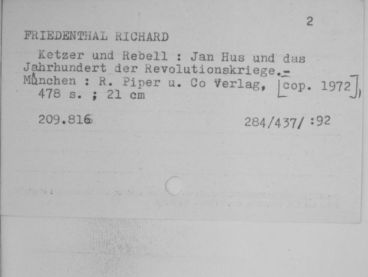 2
FRIEDENTHAL RICHARD
Ketzer und Rebell : Jan Hus und das
Jahrhundert der Revolutionskriege.-
München : R. Piper u. Co Verlag, [cop. 1972],
478 s. ; 21 cm
209.816 284/437/ :92